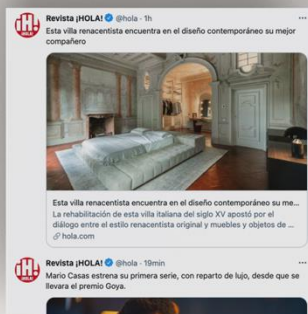 ¡H!
HOLA!
Revista ¡HOLA! @hola · 1h
Esta villa renacentista encuentra en el diseño contemporáneo su mejor
compañero
Esta villa renacentista encuentra en el diseño contemporáneo su me...
La rehabilitación de esta villa italiana del siglo XV apostó por el
diálogo entre el estilo renacentista original y muebles y objetos de ...
hola.com
¡H!
HOLA!
Revista ¡HOLA! @hola · 19min
Mario Casas estrena su primera serie, con reparto de lujo, desde que se
llevara el premio Goya.